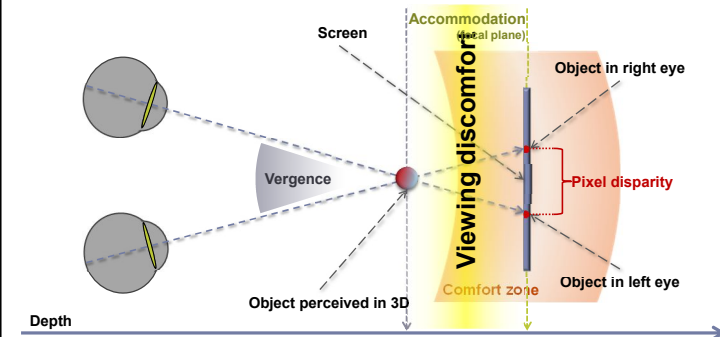 Accommodation
(focal plane)
Screen
Viewing discomfort
Object in right eye
Vergence
Pixel disparity
Object in left eye
Comfort zone
Object perceived in 3D
Depth